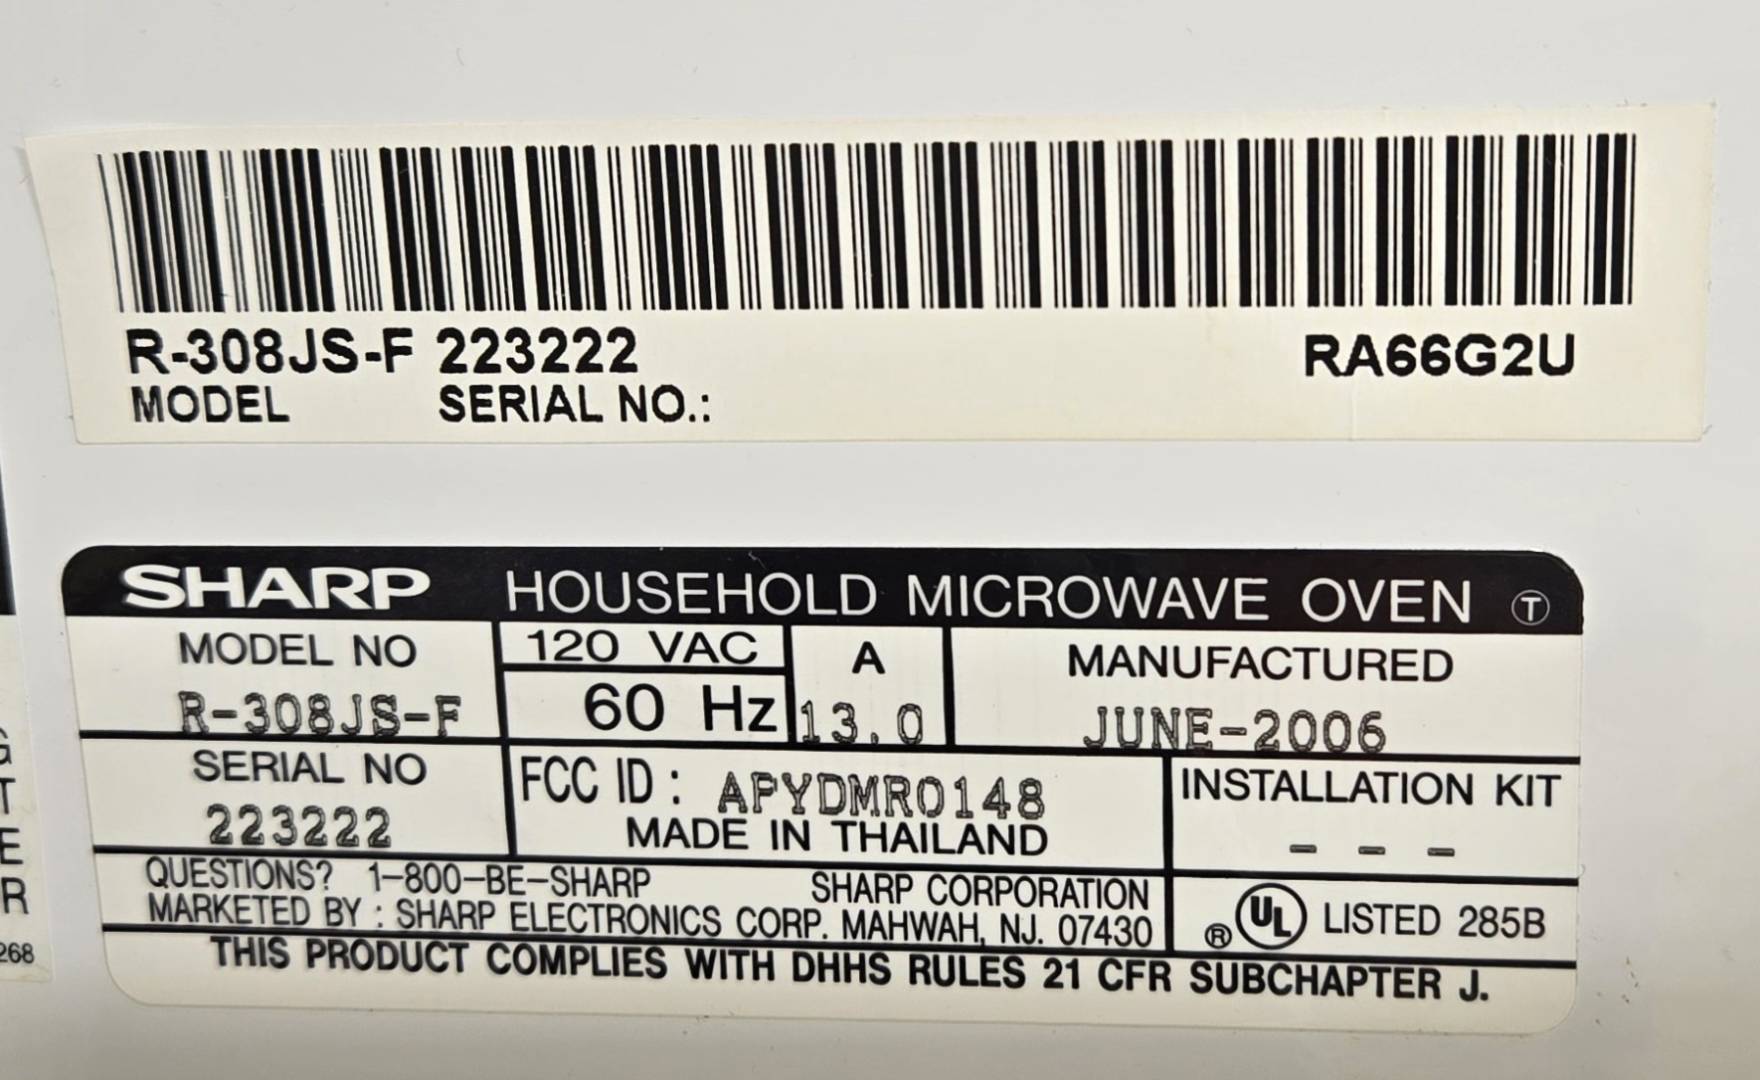 R-308JS-F 223222 RA66G2U
MODEL SERIAL NO.:
SHARP HOUSEHOLD MICROWAVE OVEN T
MODEL NO
R-308JS-F
120 VAC
60 Hz
A
13.0
MANUFACTURED
JUNE-2006
SERIAL NO
223222
FCC ID : APYDMR0148
MADE IN THAILAND
INSTALLATION KIT
- - -
QUESTIONS? 1-800-BE-SHARP SHARP CORPORATION
MARKETED BY : SHARP ELECTRONICS CORP. MAHWAH, NJ. 07430
® UL LISTED 285B
THIS PRODUCT COMPLIES WITH DHHS RULES 21 CFR SUBCHAPTER J.
T
E
R
268